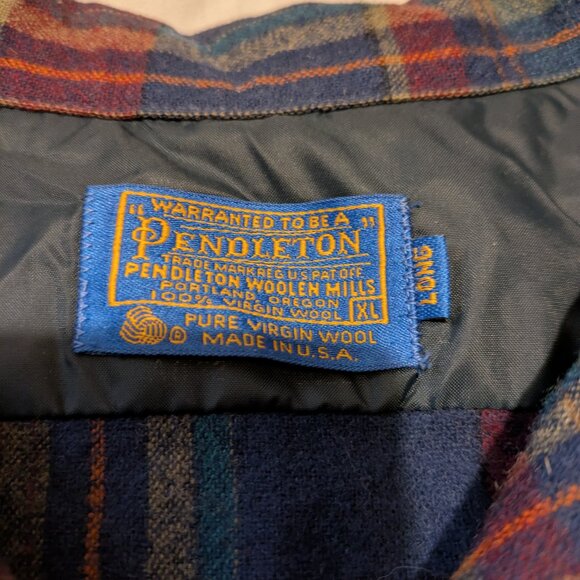 WARRANTED TO BE A
"PENDLETON"
TRADE MARK REG. U.S. PAT OFF.
PENDLETON WOOLEN MILLS
PORTLAND, OREGON
100% VIRGIN WOOL XL
® PURE VIRGIN WOOL
MADE IN U.S.A.
LONG